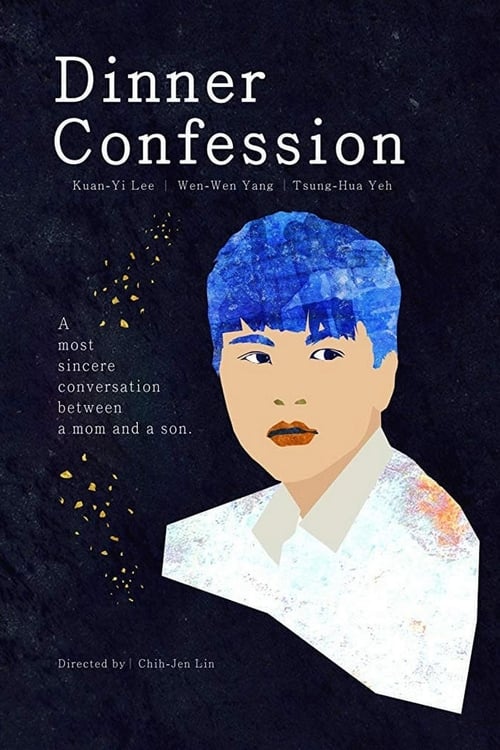 Dinner
Confession
Kuan-Yi Lee | Wen-Wen Yang | Tsung-Hua Yeh
A
most
sincere
conversation
between
a mom and a son.
Directed by | Chih-Jen Lin